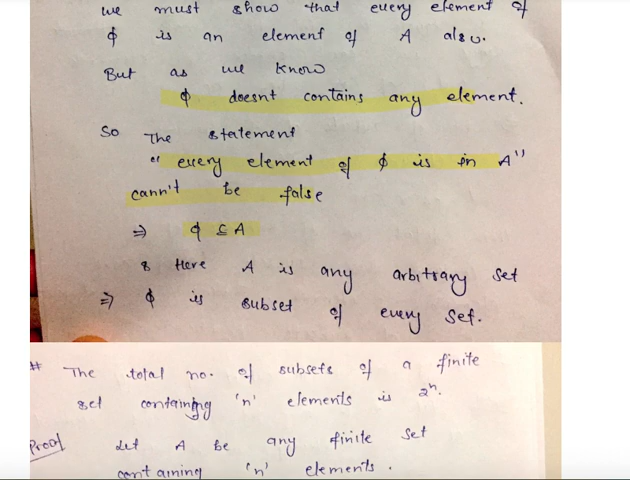 we must show that every element of
ϕ is an element of A also.
But as we know
ϕ doesnt contains any element.
So The statement
" every element of ϕ is in A"
cann't be false
⇒ ϕ ⊆ A
& Here A is any arbitrary set
⇒ ϕ is subset of every set.
# The total no. of subsets of a finite
set containing 'n' elements is 2ⁿ.
Proof Let A be any finite set
containing 'n' elements.